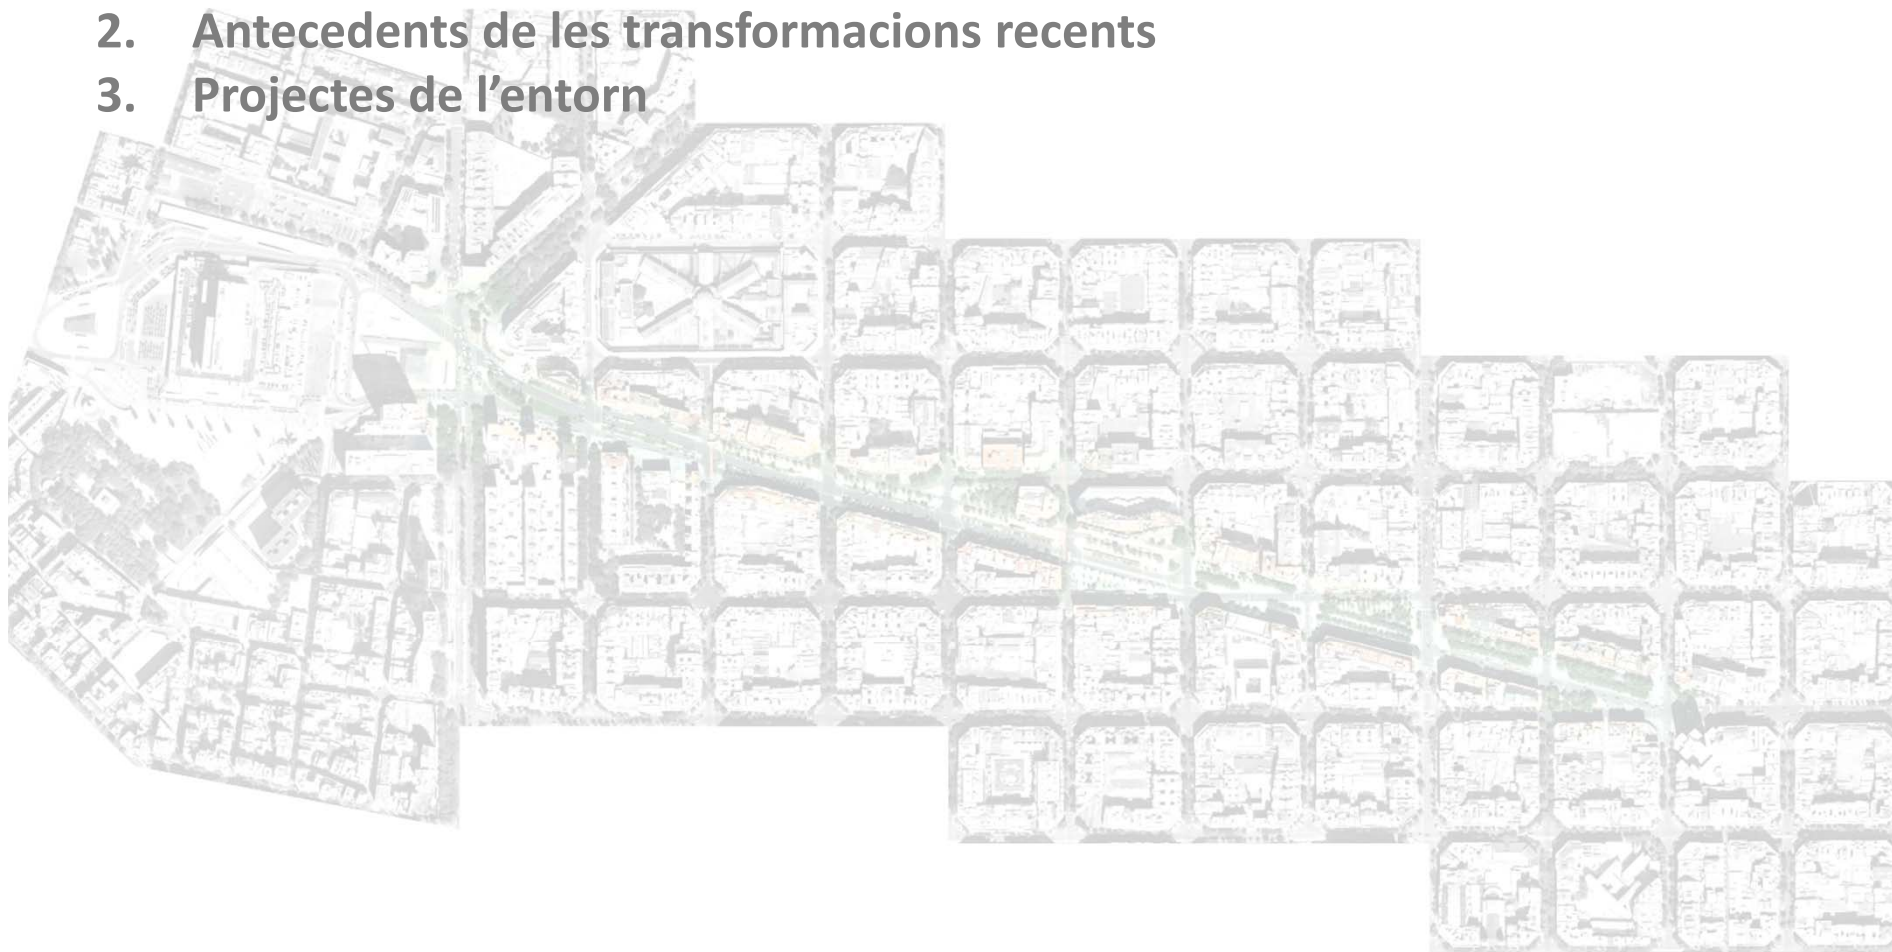 2. Antecedents de les transformacions recents
3. Projectes de l’entorn